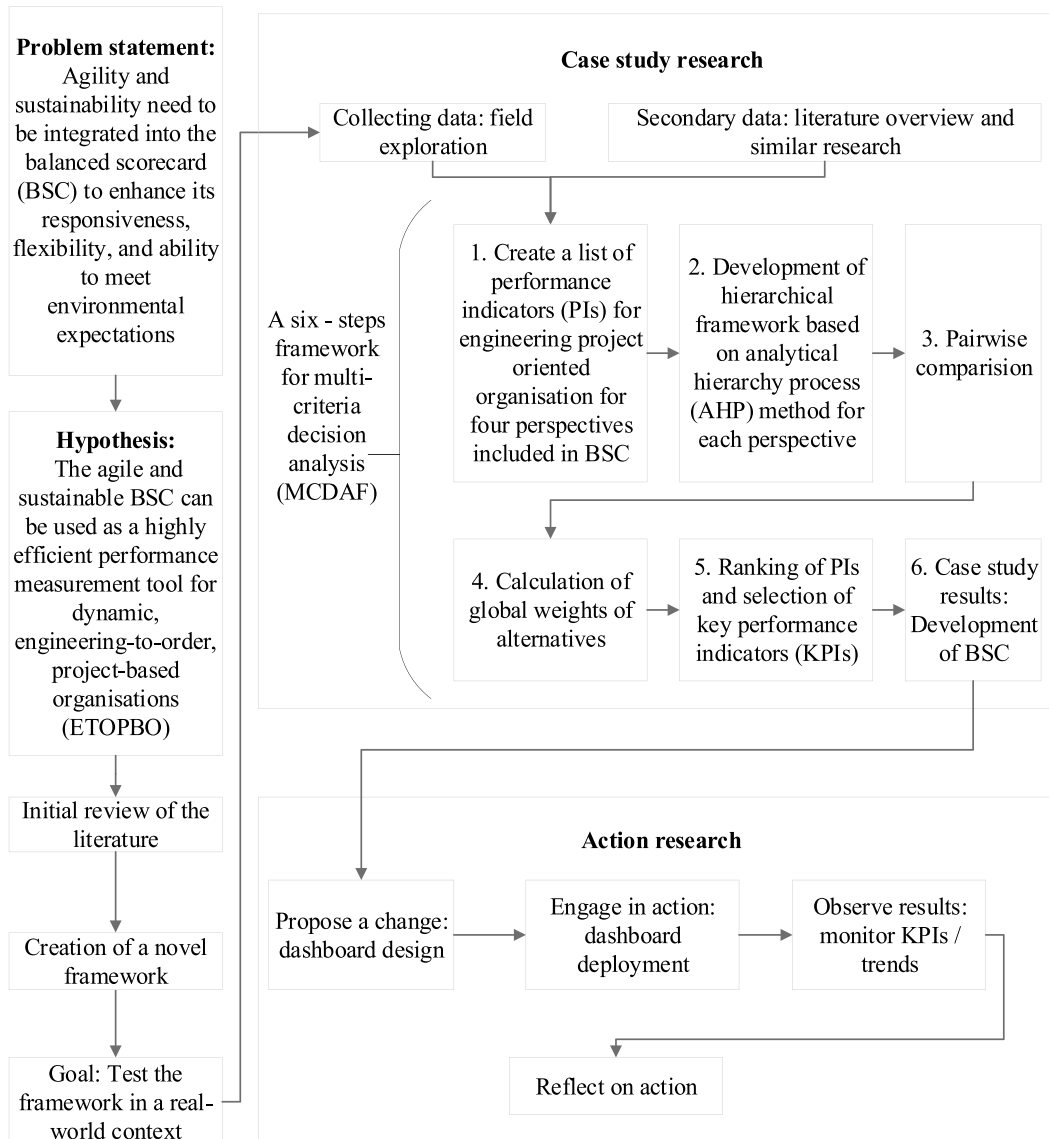 Problem statement:
Agility and
sustainability need to
be integrated into the
balanced scorecard
(BSC) to enhance its
responsiveness,
flexibility, and ability
to meet
environmental
expectations
Hypothesis:
The agile and
sustainable BSC can
be used as a highly
efficient performance
measurement tool for
dynamic,
engineering-to-order,
project-based
organisations
(ETOPBO)
Initial review of the
literature
Creation of a novel
framework
Goal: Test the
framework in a real-
world context
Case study research
Collecting data: field
exploration
Secondary data: literature overview and
similar research
A six - steps
framework
for multi-
criteria
decision
analysis
(MCDAF)
1. Create a list of
performance
indicators (PIs) for
engineering project
oriented
organisation for
four perspectives
included in BSC
2. Development of
hierarchical
framework based
on analytical
hierarchy process
(AHP) method for
each perspective
3. Pairwise
comparision
4. Calculation of
global weights of
alternatives
5. Ranking of PIs
and selection of
key performance
indicators (KPIs)
6. Case study
results:
Development
of BSC
Action research
Propose a change:
dashboard design
Engage in action:
dashboard
deployment
Observe results:
monitor KPIs /
trends
Reflect on action